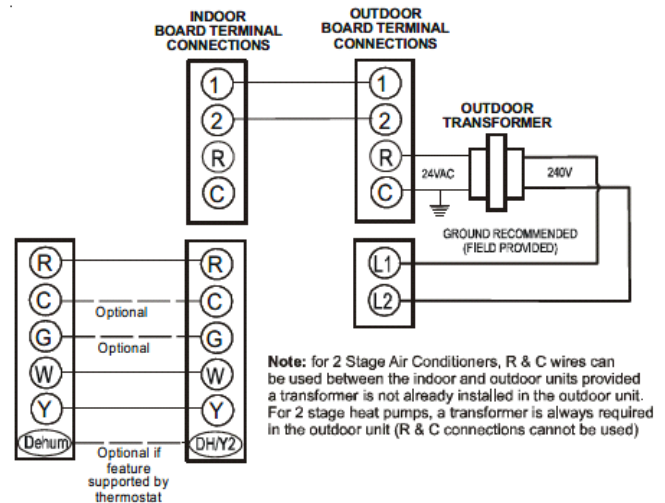 INDOOR
BOARD TERMINAL
CONNECTIONS
OUTDOOR
BOARD TERMINAL
CONNECTIONS
1
2
R
C
1
2
R
C
OUTDOOR
TRANSFORMER
24VAC
240V
GROUND RECOMMENDED
(FIELD PROVIDED)
L1
L2
R
C
G
W
Y
Dehum
Optional
Optional
Optional if
feature
supported by
thermostat
R
C
G
W
Y
DH/Y2
Note: for 2 Stage Air Conditioners, R & C wires can
be used between the indoor and outdoor units provided
a transformer is not already installed in the outdoor unit.
For 2 stage heat pumps, a transformer is always required
in the outdoor unit (R & C connections cannot be used)